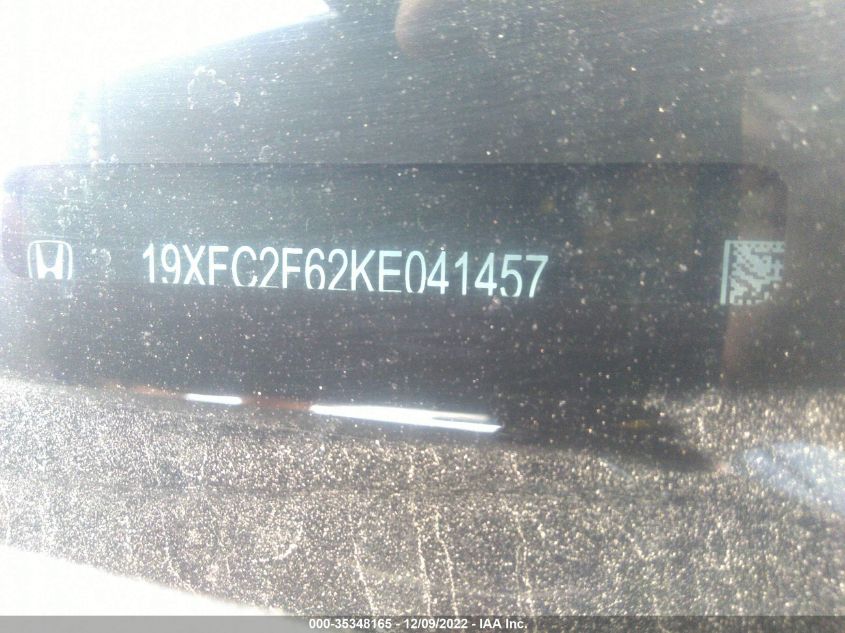 19XFC2F62KE041457
000-35348165 - 12/09/2022 - IAA Inc.